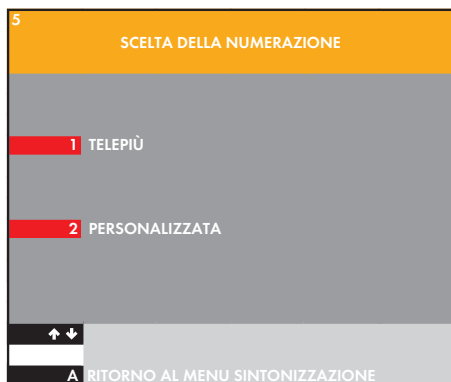 5
SCELTA DELLA NUMERAZIONE
1 TELEPIÙ
2 PERSONALIZZATA
A RITORNO AL MENU SINTONIZZAZIONE